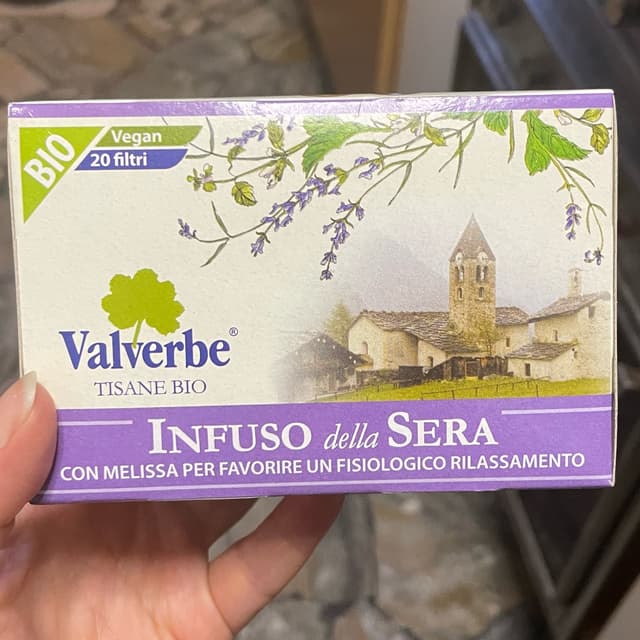 BIO
Vegan
20 filtri
Valverbe®
TISANE BIO
INFUSO della SERA
CON MELISSA PER FAVORIRE UN FISIOLOGICO RILASSAMENTO